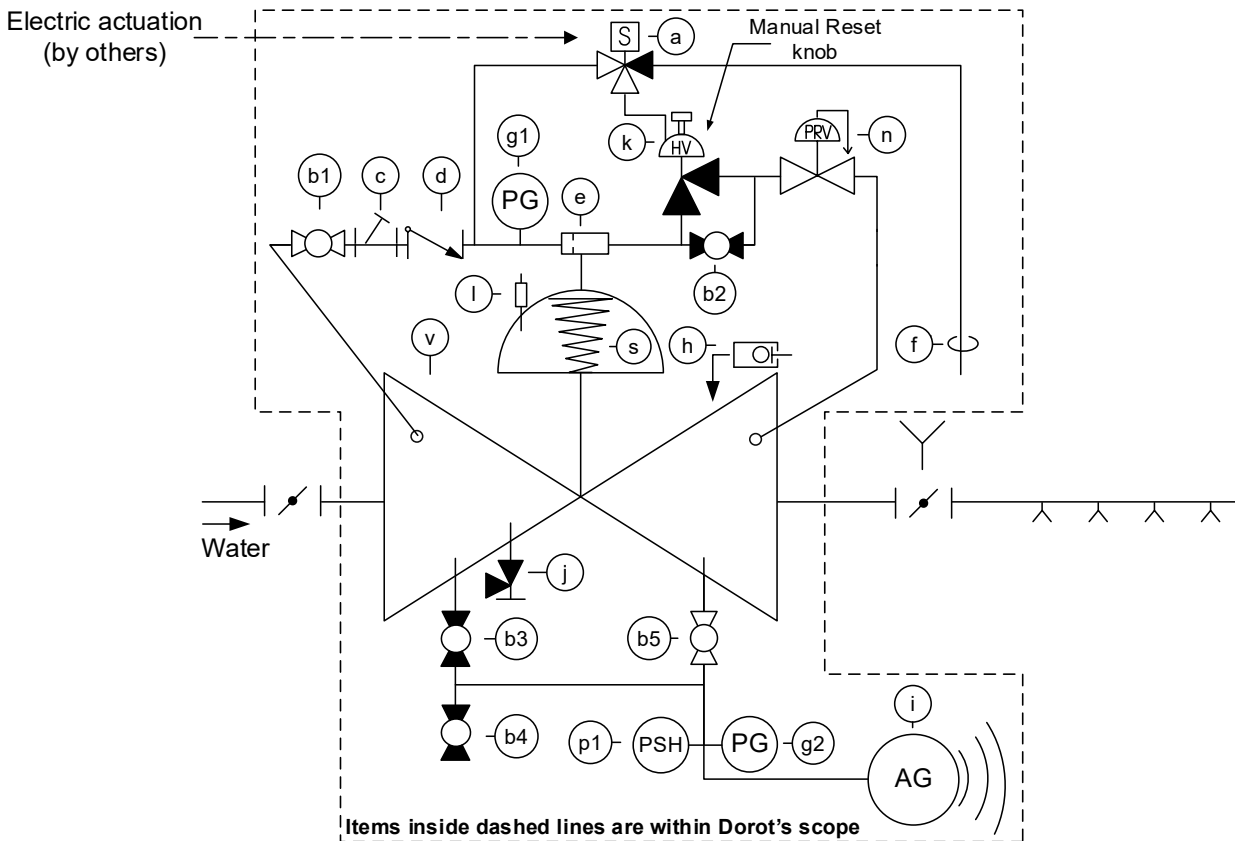 Electric actuation
(by others)
S
a
Manual Reset
knob
k
HV
PRV
n
g1
b1
c
d
PG
e
b2
l
v
s
h
f
Water
j
b3
b5
b4
p1
PSH
PG
g2
i
AG
Items inside dashed lines are within Dorot's scope